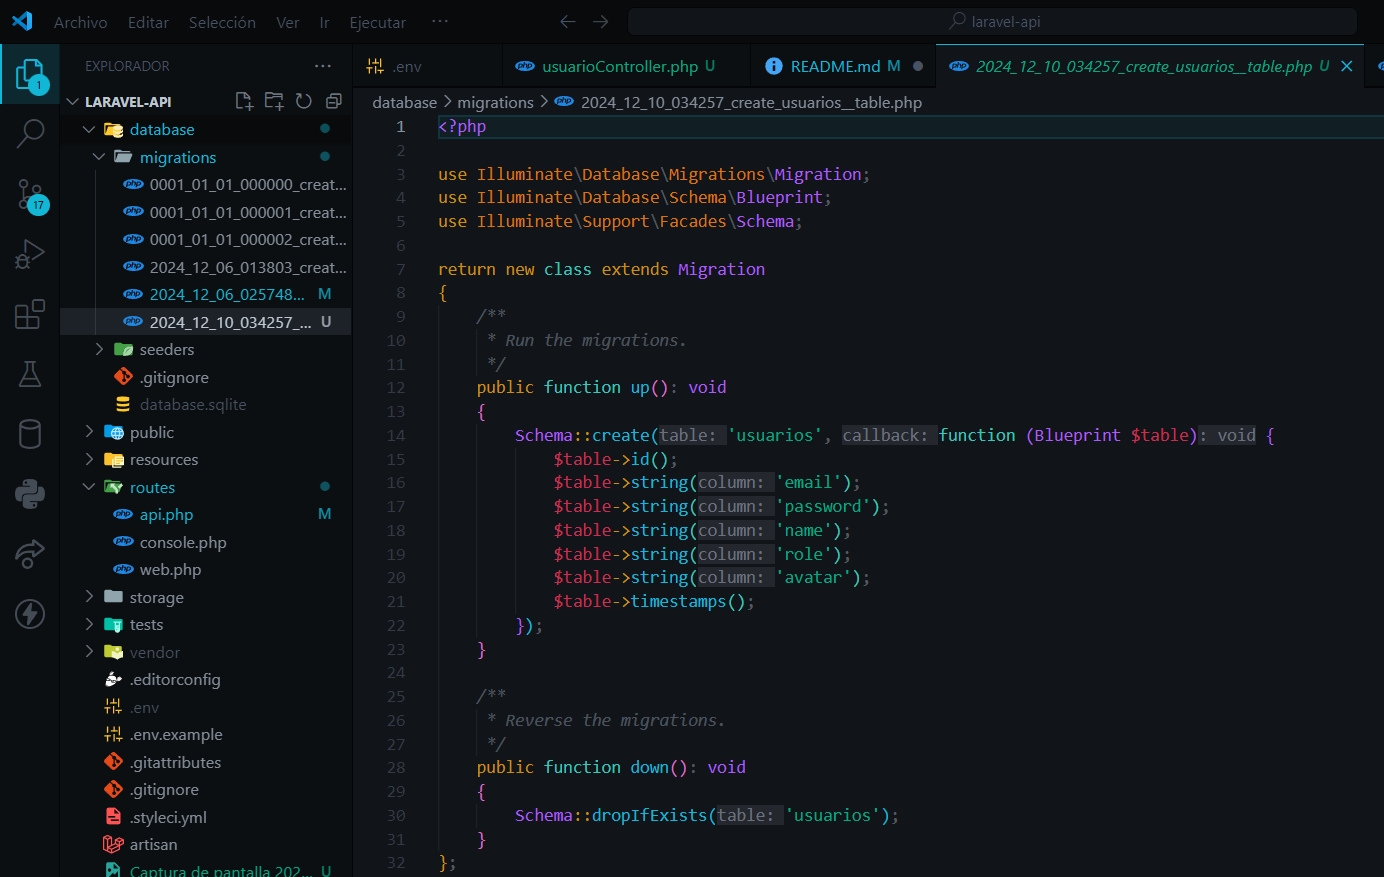 Archivo Editar Selección Ver Ir Ejecutar ··· laravel-api
EXPLORADOR ···
LARAVEL-API
database
migrations
0001_01_01_000000_creat...
0001_01_01_000001_creat...
0001_01_01_000002_creat...
2024_12_06_013803_creat...
2024_12_06_025748... M
2024_12_10_034257_... U
seeders
.gitignore
database.sqlite
public
resources
routes
api.php M
console.php
web.php
storage
tests
vendor
.editorconfig
.env
.env.example
.gitattributes
.gitignore
.styleci.yml
artisan
Captura de pantalla 202... U
1
17
.env
usuarioController.php U
README.md M
2024_12_10_034257_create_usuarios__table.php U
database > migrations > php 2024_12_10_034257_create_usuarios__table.php
1 <?php
2
3 use Illuminate\Database\Migrations\Migration;
4 use Illuminate\Database\Schema\Blueprint;
5 use Illuminate\Support\Facades\Schema;
6
7 return new class extends Migration
8 {
9 /**
10 * Run the migrations.
11 */
12 public function up(): void
13 {
14 Schema::create(table: 'usuarios', callback: function (Blueprint $table): void {
15 $table->id();
16 $table->string(column: 'email');
17 $table->string(column: 'password');
18 $table->string(column: 'name');
19 $table->string(column: 'role');
20 $table->string(column: 'avatar');
21 $table->timestamps();
22 });
23 }
24
25 /**
26 * Reverse the migrations.
27 */
28 public function down(): void
29 {
30 Schema::dropIfExists(table: 'usuarios');
31 }
32 };